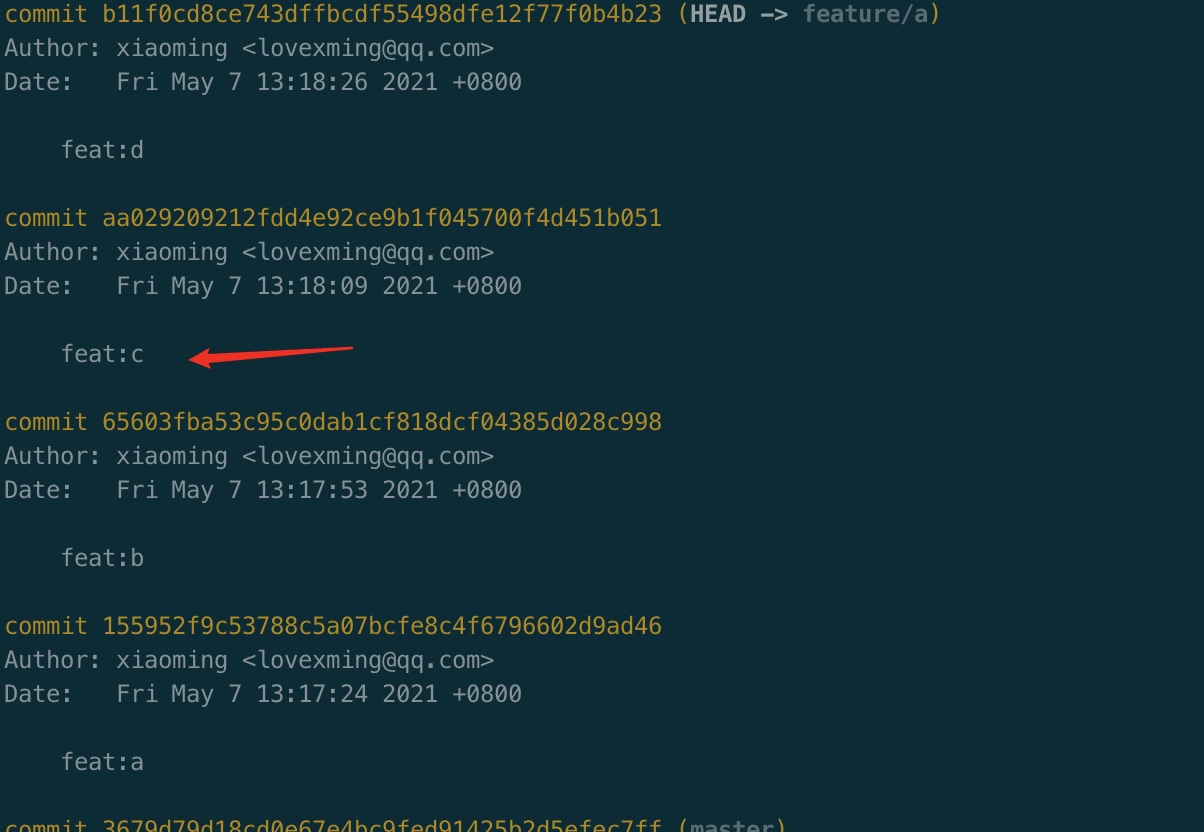 commit b11f0cd8ce743dffbcdf55498dfe12f77f0b4b23 (HEAD -> feature/a)
Author: xiaoming <lovexming@qq.com>
Date:   Fri May 7 13:18:26 2021 +0800
feat:d
commit aa029209212fdd4e92ce9b1f045700f4d451b051
Author: xiaoming <lovexming@qq.com>
Date:   Fri May 7 13:18:09 2021 +0800
feat:c
commit 65603fba53c95c0dab1cf818dcf04385d028c998
Author: xiaoming <lovexming@qq.com>
Date:   Fri May 7 13:17:53 2021 +0800
feat:b
commit 155952f9c53788c5a07bcfe8c4f6796602d9ad46
Author: xiaoming <lovexming@qq.com>
Date:   Fri May 7 13:17:24 2021 +0800
feat:a
commit 3679d79d18cd0e67e4bc9fed91425b2d5efec7ff (master)